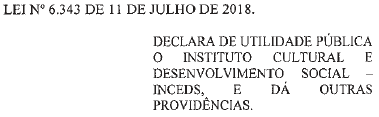 LEI Nº 6.343 DE 11 DE JULHO DE 2018.
DECLARA DE UTILIDADE PÚBLICA
O INSTITUTO CULTURAL E
DESENVOLVIMENTO SOCIAL –
INCEDS, E DÁ OUTRAS
PROVIDÊNCIAS.